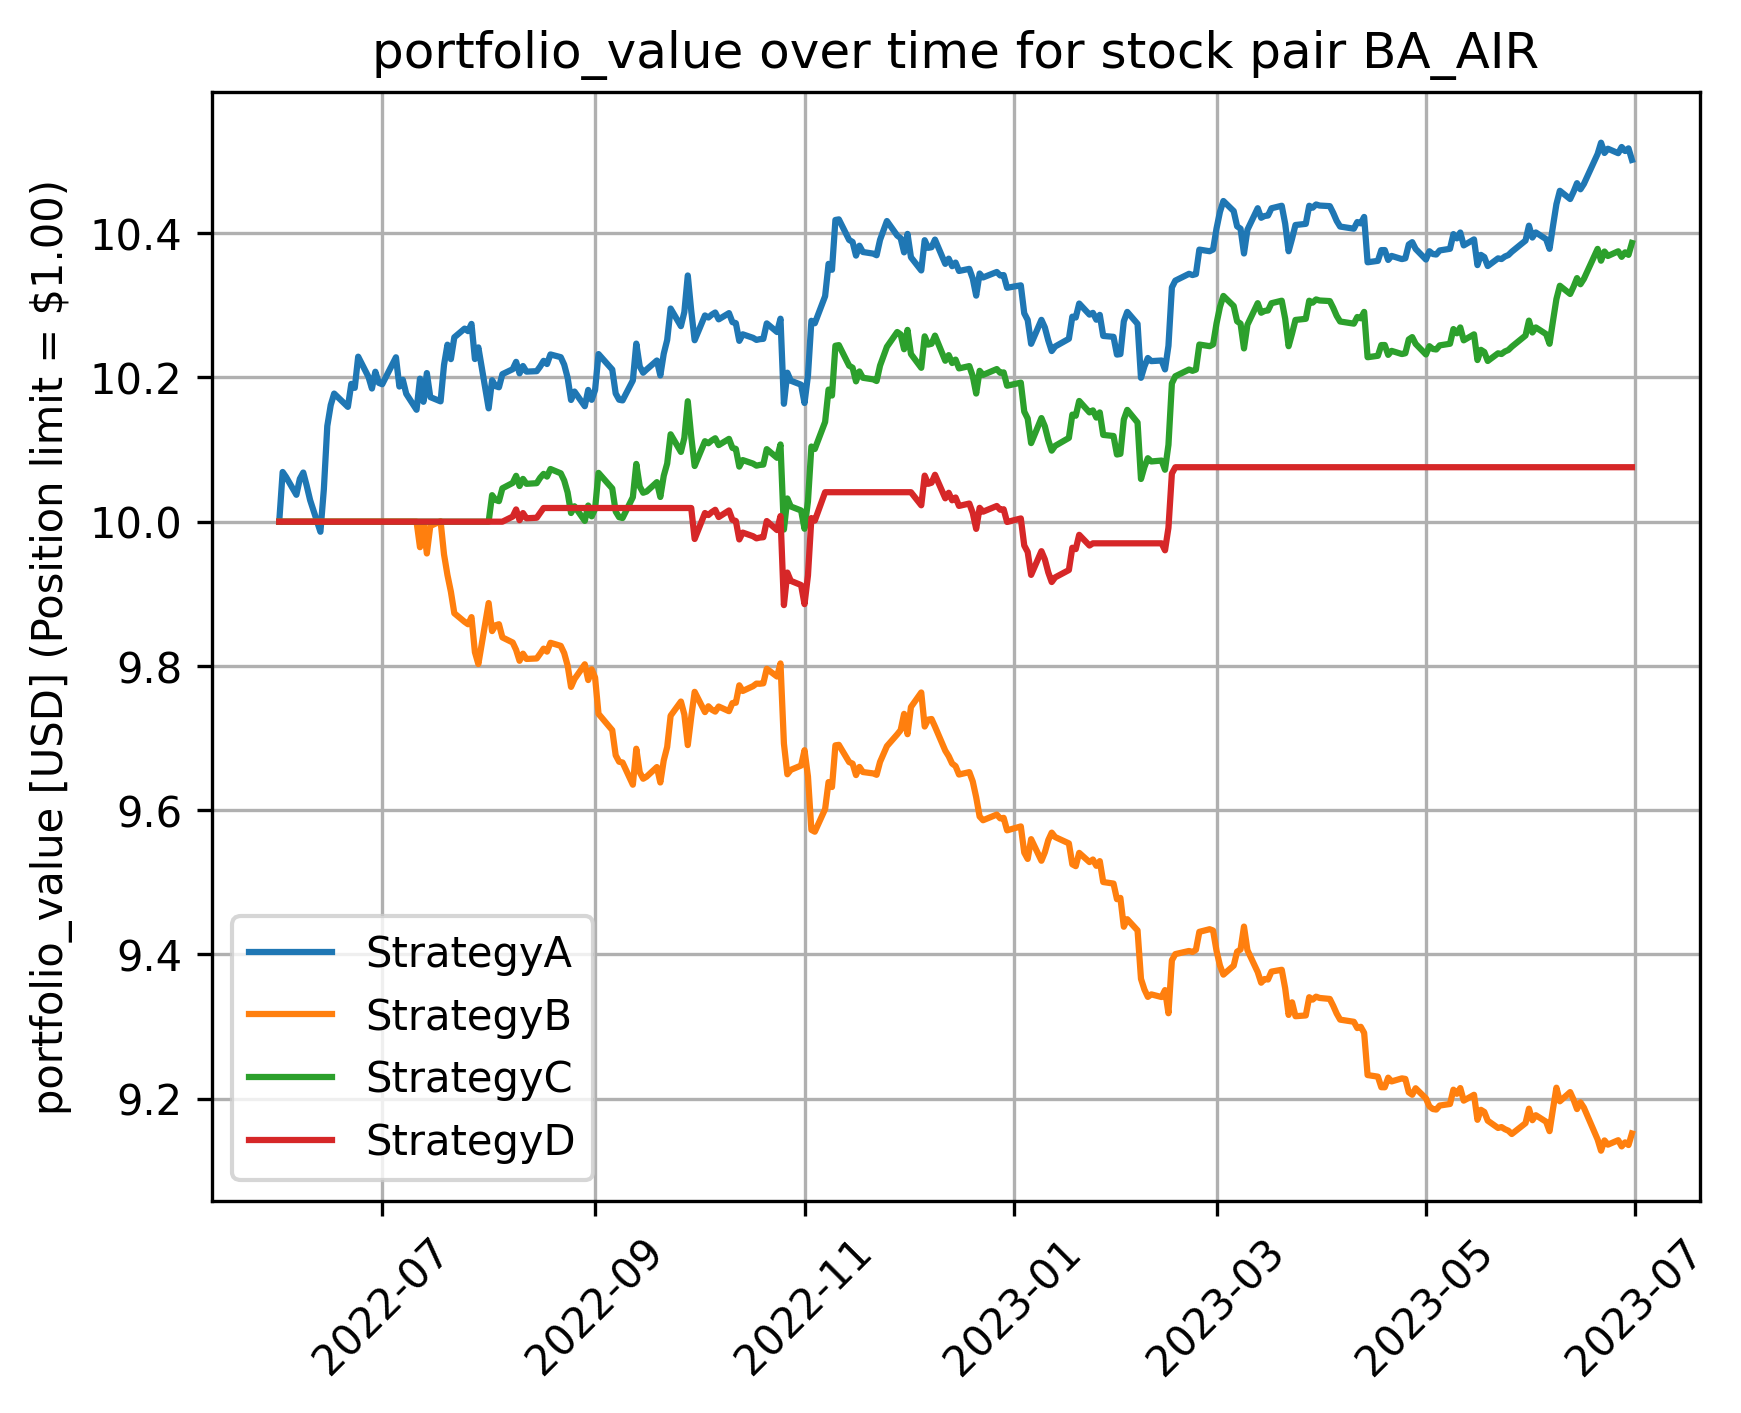 portfolio_value over time for stock pair BA_AIR
portfolio_value [USD] (Position limit = $1.00)
10.4
10.2
10.0
9.8
9.6
9.4
9.2
StrategyA
StrategyB
StrategyC
StrategyD
2022-07
2022-09
2022-11
2023-01
2023-03
2023-05
2023-07